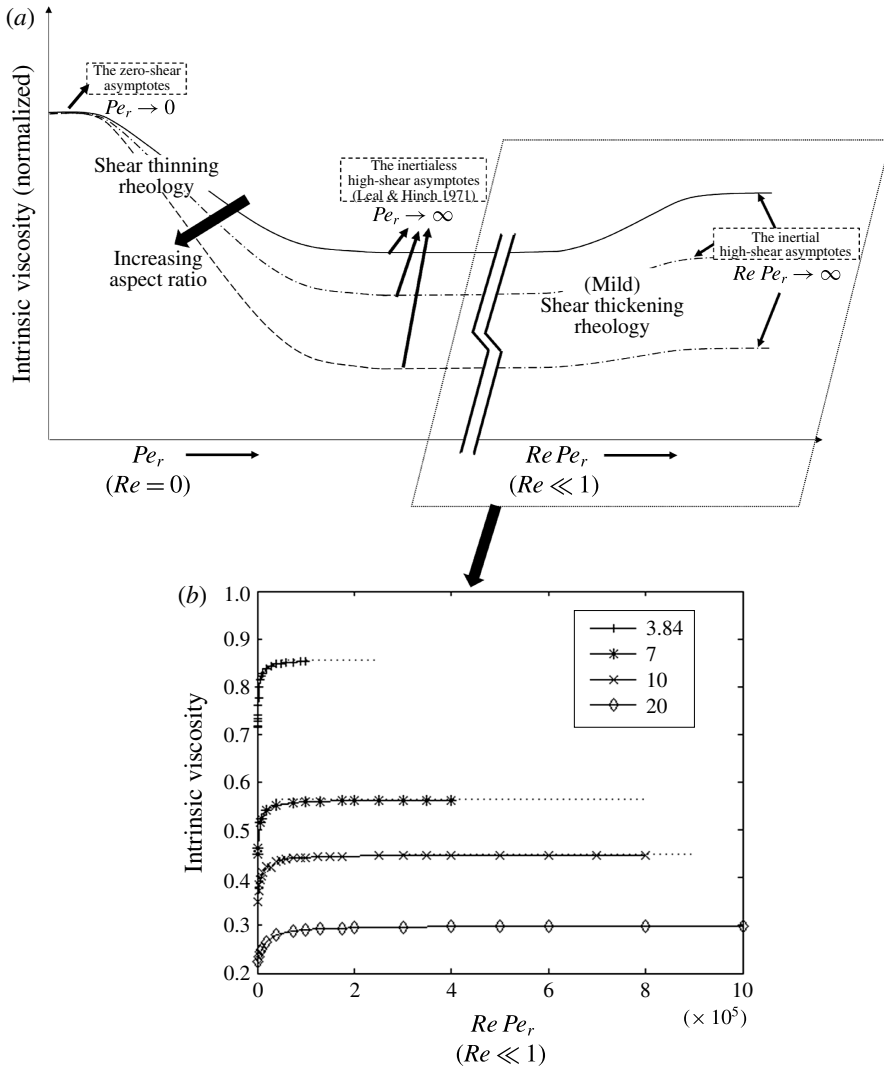 (a)
Intrinsic viscosity (normalized)
The zero-shear
asymptotes
Pe_r → 0
Shear thinning
rheology
Increasing
aspect ratio
The inertialess
high-shear asymptotes
(Leal & Hinch 1971)
Pe_r → ∞
The inertial
high-shear asymptotes
Re Pe_r → ∞
(Mild)
Shear thickening
rheology
Pe_r
(Re = 0)
Re Pe_r
(Re ≪ 1)
(b)
Intrinsic viscosity
1.0
0.9
0.8
0.7
0.6
0.5
0.4
0.3
0.2
3.84
7
10
20
0 2 4 6 8 10
(× 10⁵)
Re Pe_r
(Re ≪ 1)